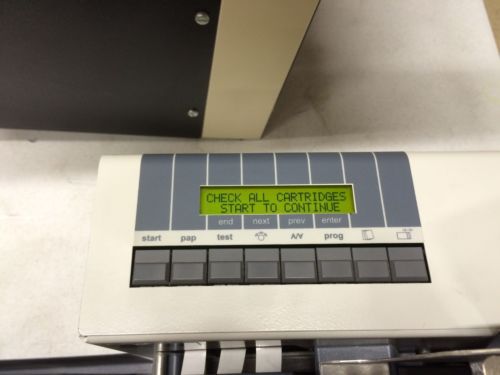 CHECK ALL CARTRIDGES
START TO CONTINUE
end next prev enter
start pap test A/A prog